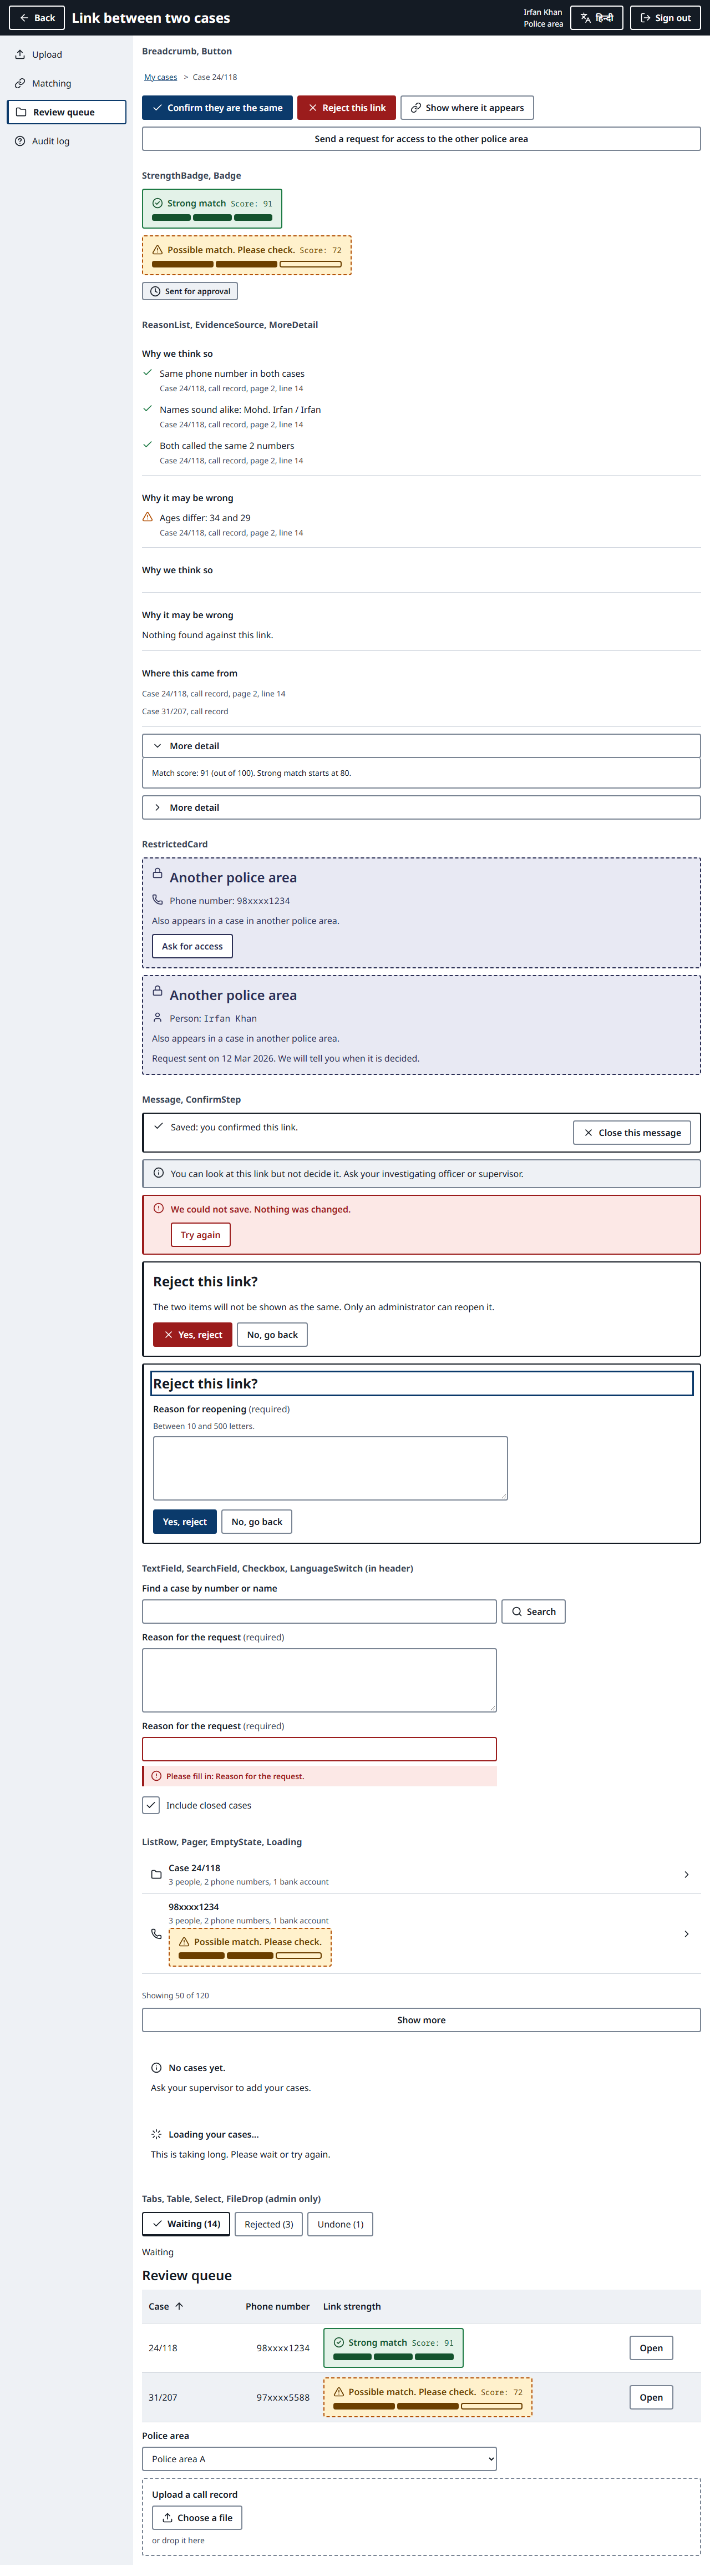 Back
Link between two cases
Irfan Khan
Police area
हिन्दी
Sign out
Upload
Matching
Review queue
Audit log
Breadcrumb, Button
My cases > Case 24/118
Confirm they are the same
Reject this link
Show where it appears
Send a request for access to the other police area
StrengthBadge, Badge
Strong match Score: 91
Possible match. Please check. Score: 72
Sent for approval
ReasonList, EvidenceSource, MoreDetail
Why we think so
Same phone number in both cases
Case 24/118, call record, page 2, line 14
Names sound alike: Mohd. Irfan / Irfan
Case 24/118, call record, page 2, line 14
Both called the same 2 numbers
Case 24/118, call record, page 2, line 14
Why it may be wrong
Ages differ: 34 and 29
Case 24/118, call record, page 2, line 14
Why we think so
Why it may be wrong
Nothing found against this link.
Where this came from
Case 24/118, call record, page 2, line 14
Case 31/207, call record
More detail
Match score: 91 (out of 100). Strong match starts at 80.
More detail
RestrictedCard
Another police area
Phone number: 98xxxx1234
Also appears in a case in another police area.
Ask for access
Another police area
Person: Irfan Khan
Also appears in a case in another police area.
Request sent on 12 Mar 2026. We will tell you when it is decided.
Message, ConfirmStep
Saved: you confirmed this link.
Close this message
You can look at this link but not decide it. Ask your investigating officer or supervisor.
We could not save. Nothing was changed.
Try again
Reject this link?
The two items will not be shown as the same. Only an administrator can reopen it.
Yes, reject
No, go back
Reject this link?
Reason for reopening (required)
Between 10 and 500 letters.
Yes, reject
No, go back
TextField, SearchField, Checkbox, LanguageSwitch (in header)
Find a case by number or name
Search
Reason for the request (required)
Reason for the request (required)
Please fill in: Reason for the request.
Include closed cases
ListRow, Pager, EmptyState, Loading
Case 24/118
3 people, 2 phone numbers, 1 bank account
98xxxx1234
3 people, 2 phone numbers, 1 bank account
Possible match. Please check.
Showing 50 of 120
Show more
No cases yet.
Ask your supervisor to add your cases.
Loading your cases...
This is taking long. Please wait or try again.
Tabs, Table, Select, FileDrop (admin only)
Waiting (14)
Rejected (3)
Undone (1)
Waiting
Review queue
Case
Phone number
Link strength
24/118
98xxxx1234
Strong match Score: 91
Open
31/207
97xxxx5588
Possible match. Please check. Score: 72
Open
Police area
Police area A
Upload a call record
Choose a file
or drop it here